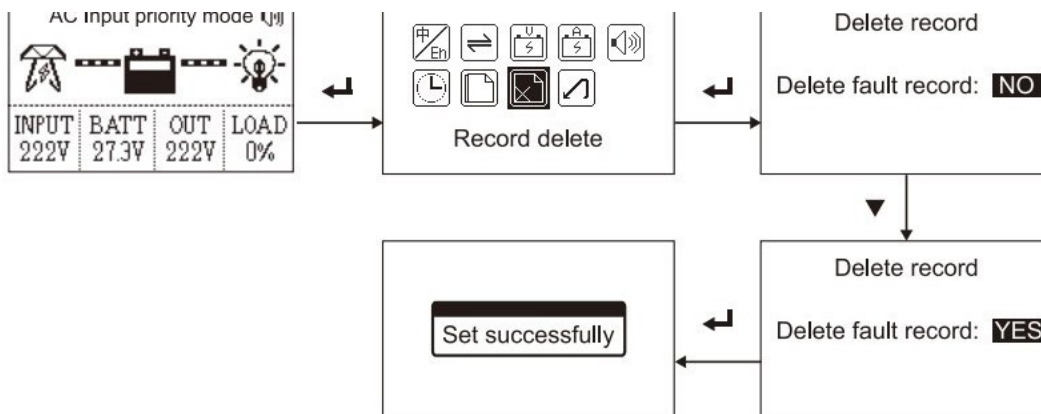 AC Input priority mode
INPUT BATT OUT LOAD
222V 27.3V 222V 0%
中 En V A
Record delete
Delete record
Delete fault record: NO
Delete record
Delete fault record: YES
Set successfully